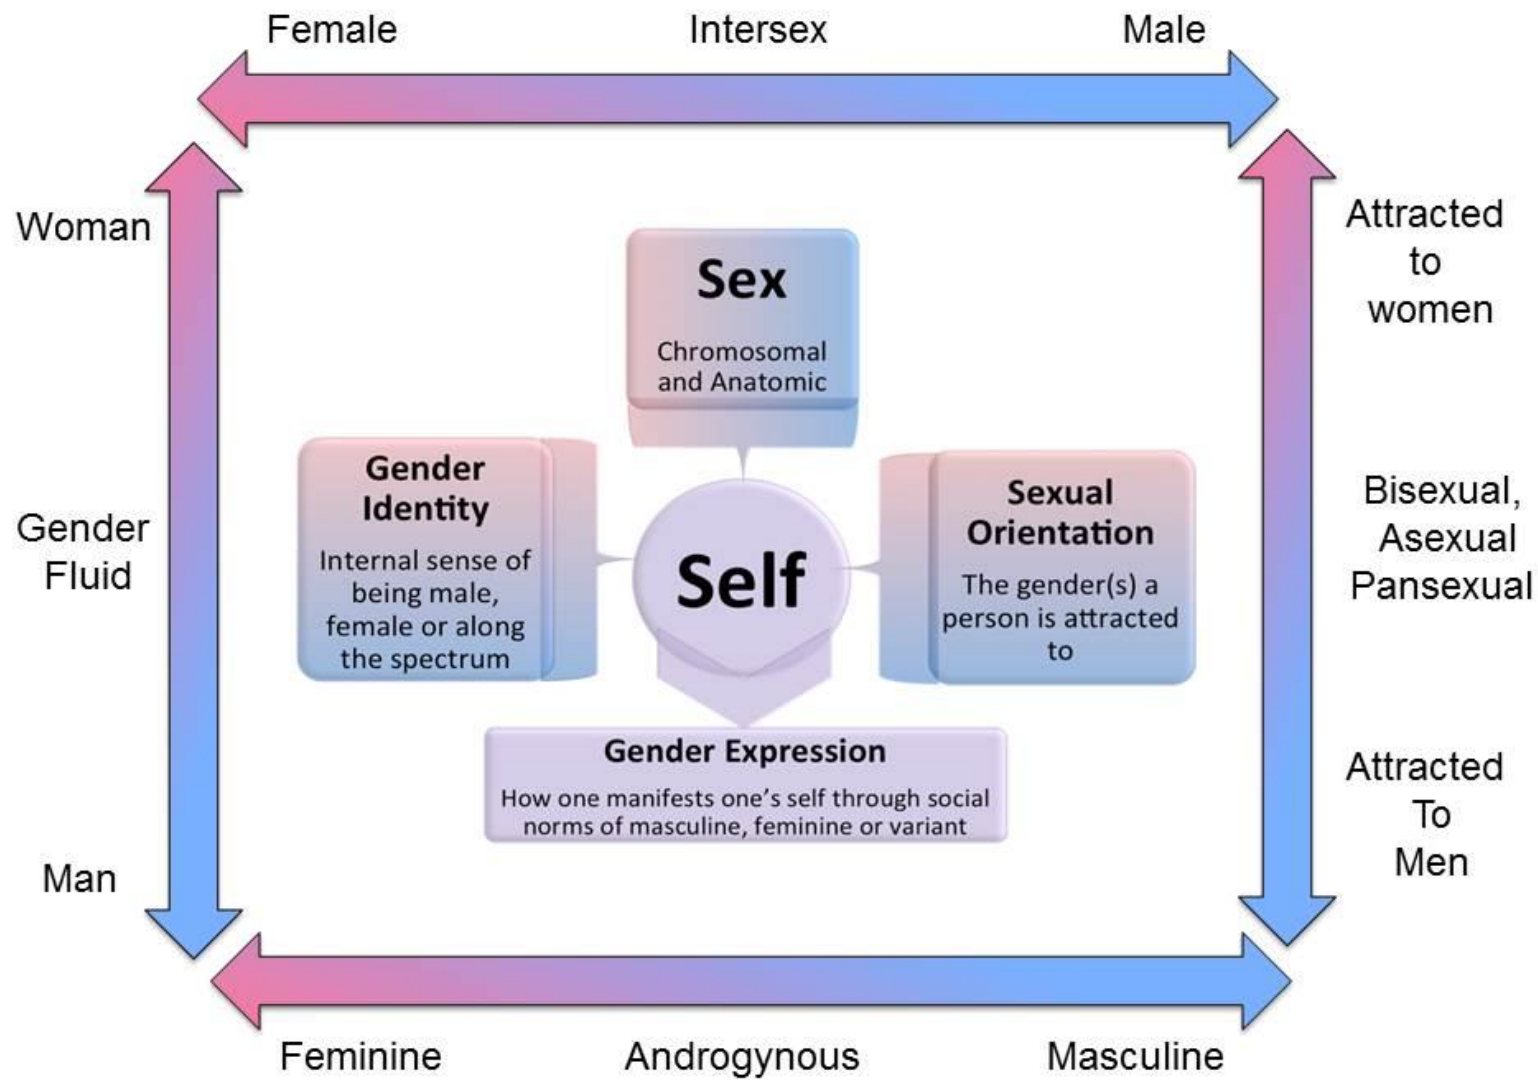 Female Intersex Male
Woman
Gender
Fluid
Man
Sex
Chromosomal
and Anatomic
Gender
Identity
Internal sense of
being male,
female or along
the spectrum
Self
Sexual
Orientation
The gender(s) a
person is attracted
to
Gender Expression
How one manifests one's self through social
norms of masculine, feminine or variant
Attracted
to
women
Bisexual,
Asexual
Pansexual
Attracted
To
Men
Feminine Androgynous Masculine